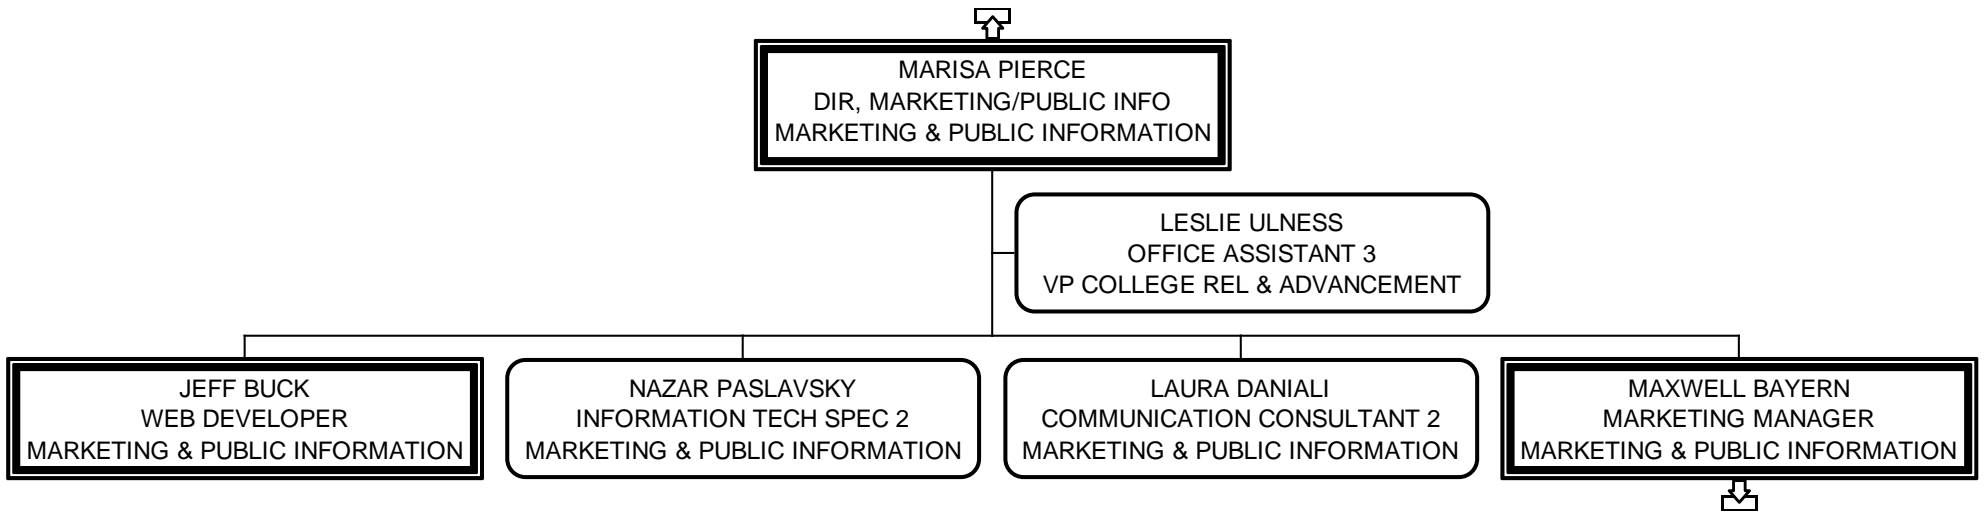 MARISA PIERCE
DIR, MARKETING/PUBLIC INFO
MARKETING & PUBLIC INFORMATION
LESLIE ULNESS
OFFICE ASSISTANT 3
VP COLLEGE REL & ADVANCEMENT
JEFF BUCK
WEB DEVELOPER
MARKETING & PUBLIC INFORMATION
NAZAR PASLAVSKY
INFORMATION TECH SPEC 2
MARKETING & PUBLIC INFORMATION
LAURA DANIALI
COMMUNICATION CONSULTANT 2
MARKETING & PUBLIC INFORMATION
MAXWELL BAYERN
MARKETING MANAGER
MARKETING & PUBLIC INFORMATION